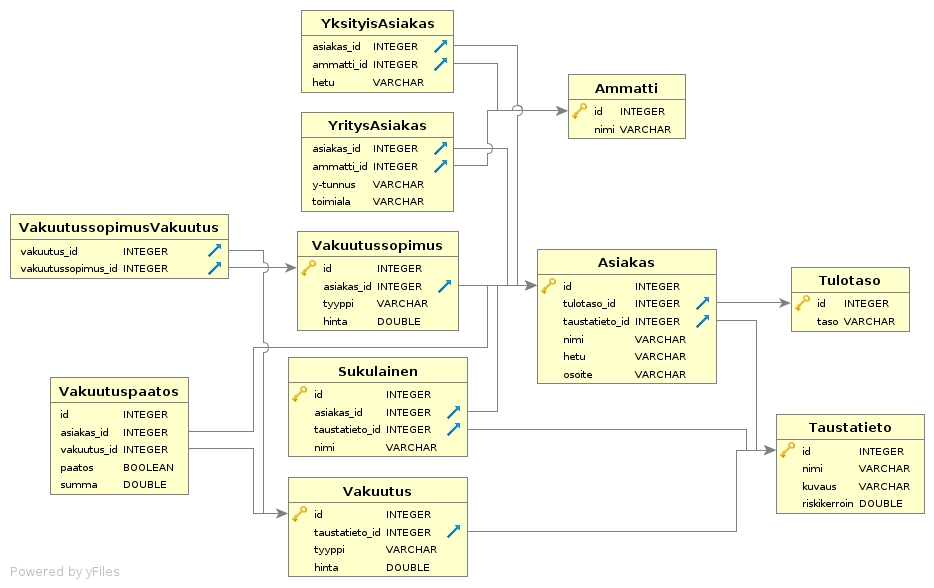 YksityisAsiakas
asiakas_id INTEGER
ammatti_id INTEGER
hetu VARCHAR
Ammatti
id INTEGER
nimi VARCHAR
YritysAsiakas
asiakas_id INTEGER
ammatti_id INTEGER
y-tunnus VARCHAR
toimiala VARCHAR
VakuutussopimusVakuutus
vakuutus_id INTEGER
vakuutussopimus_id INTEGER
Vakuutussopimus
id INTEGER
asiakas_id INTEGER
tyyppi VARCHAR
hinta DOUBLE
Asiakas
id INTEGER
tulotaso_id INTEGER
taustatieto_id INTEGER
nimi VARCHAR
hetu VARCHAR
osoite VARCHAR
Tulotaso
id INTEGER
taso VARCHAR
Sukulainen
id INTEGER
asiakas_id INTEGER
taustatieto_id INTEGER
nimi VARCHAR
Vakuutuspaatos
id INTEGER
asiakas_id INTEGER
vakuutus_id INTEGER
paatos BOOLEAN
summa DOUBLE
Taustatieto
id INTEGER
nimi VARCHAR
kuvaus VARCHAR
riskikerroin DOUBLE
Vakuutus
id INTEGER
taustatieto_id INTEGER
tyyppi VARCHAR
hinta DOUBLE
Powered by yFiles